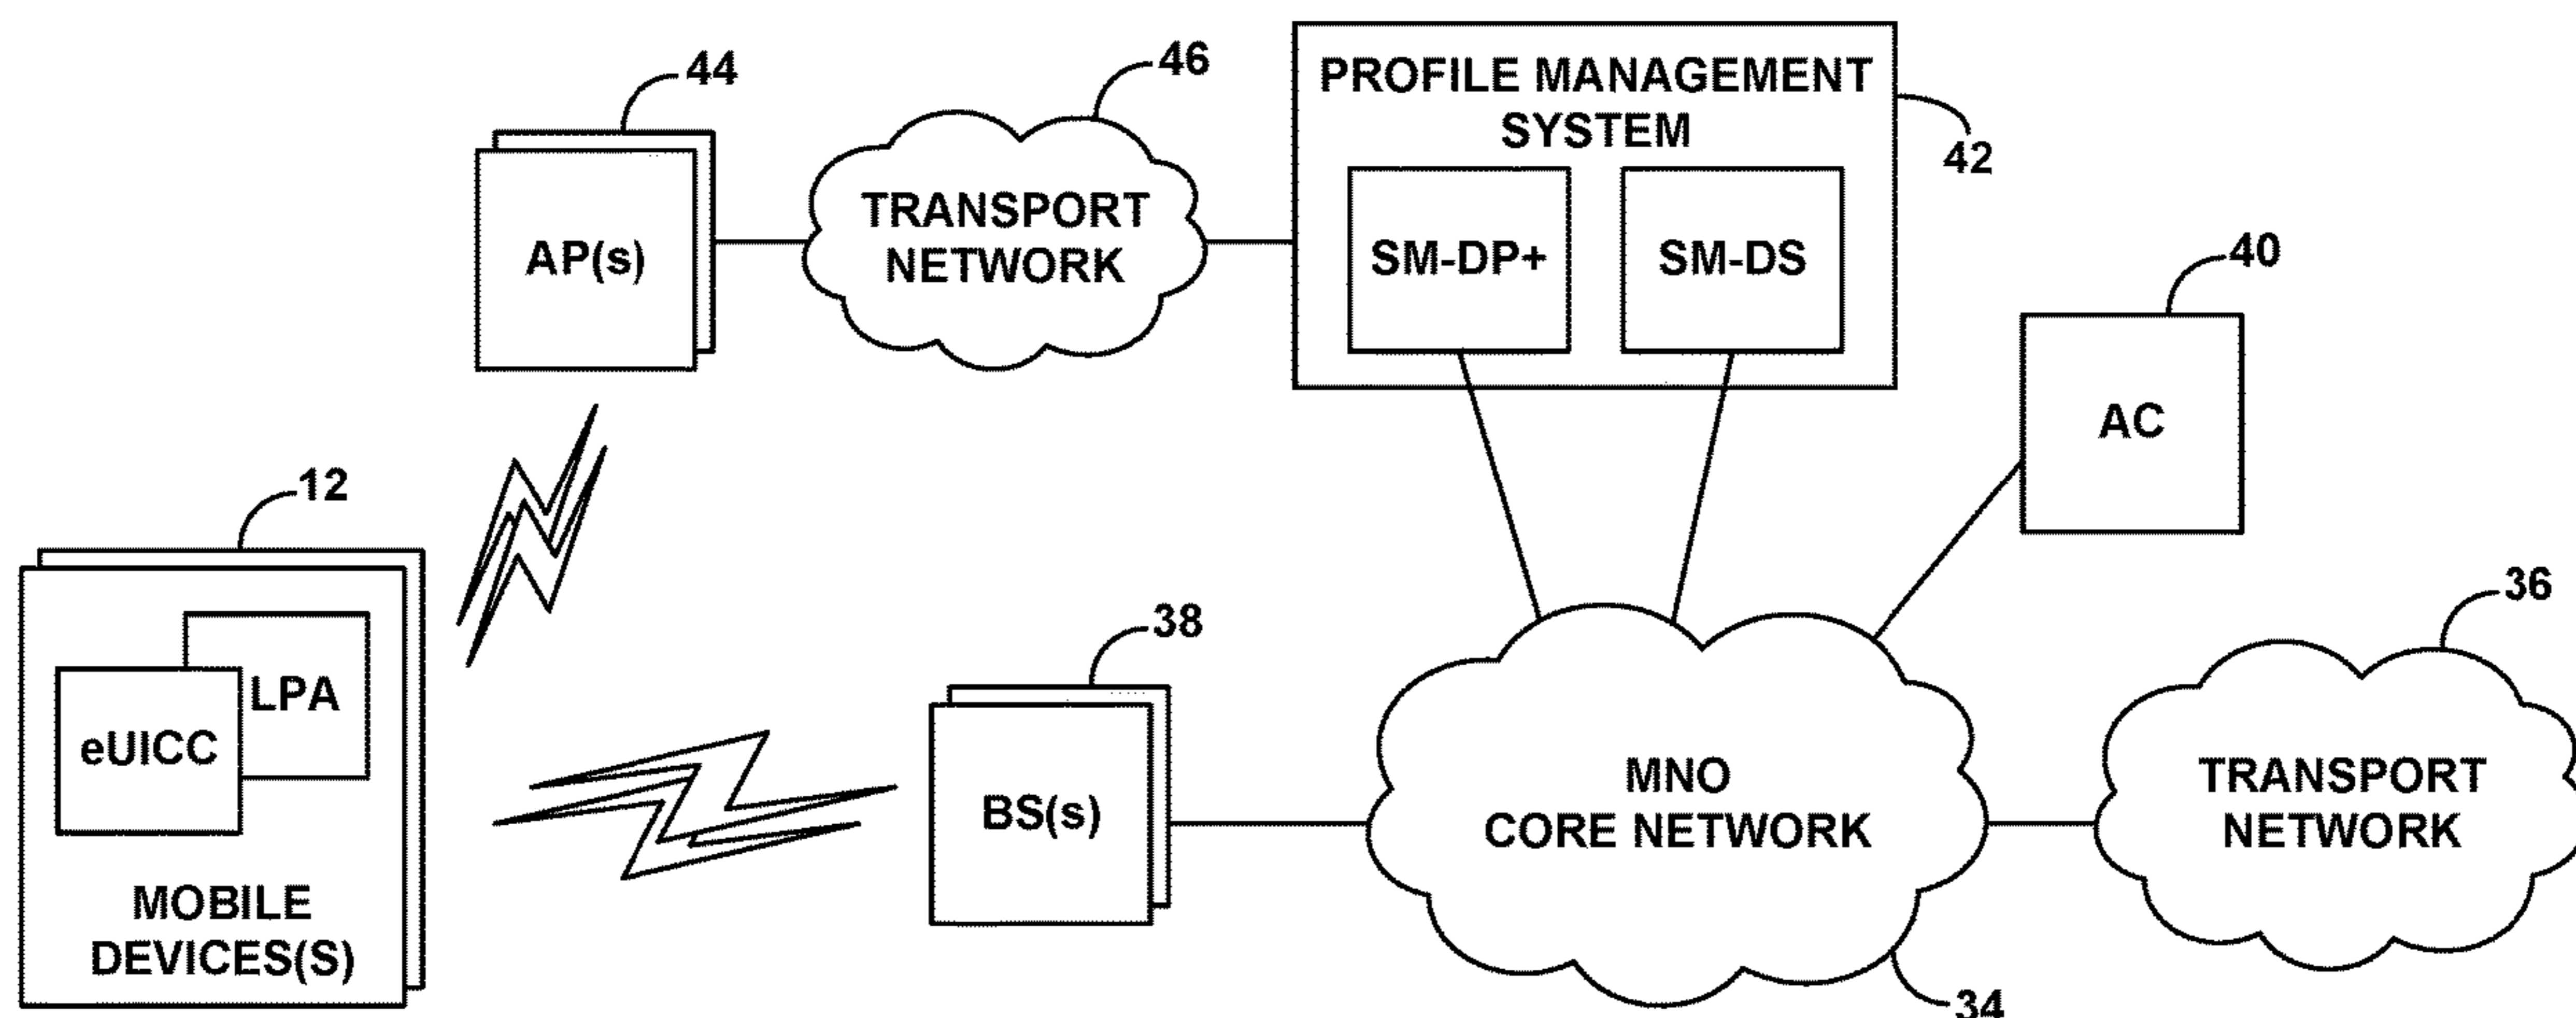 44
46
PROFILE MANAGEMENT
SYSTEM
42
AP(s)
TRANSPORT
NETWORK
SM-DP+
SM-DS
40
AC
12
LPA
eUICC
MOBILE
DEVICES(S)
38
BS(s)
MNO
CORE NETWORK
34
36
TRANSPORT
NETWORK